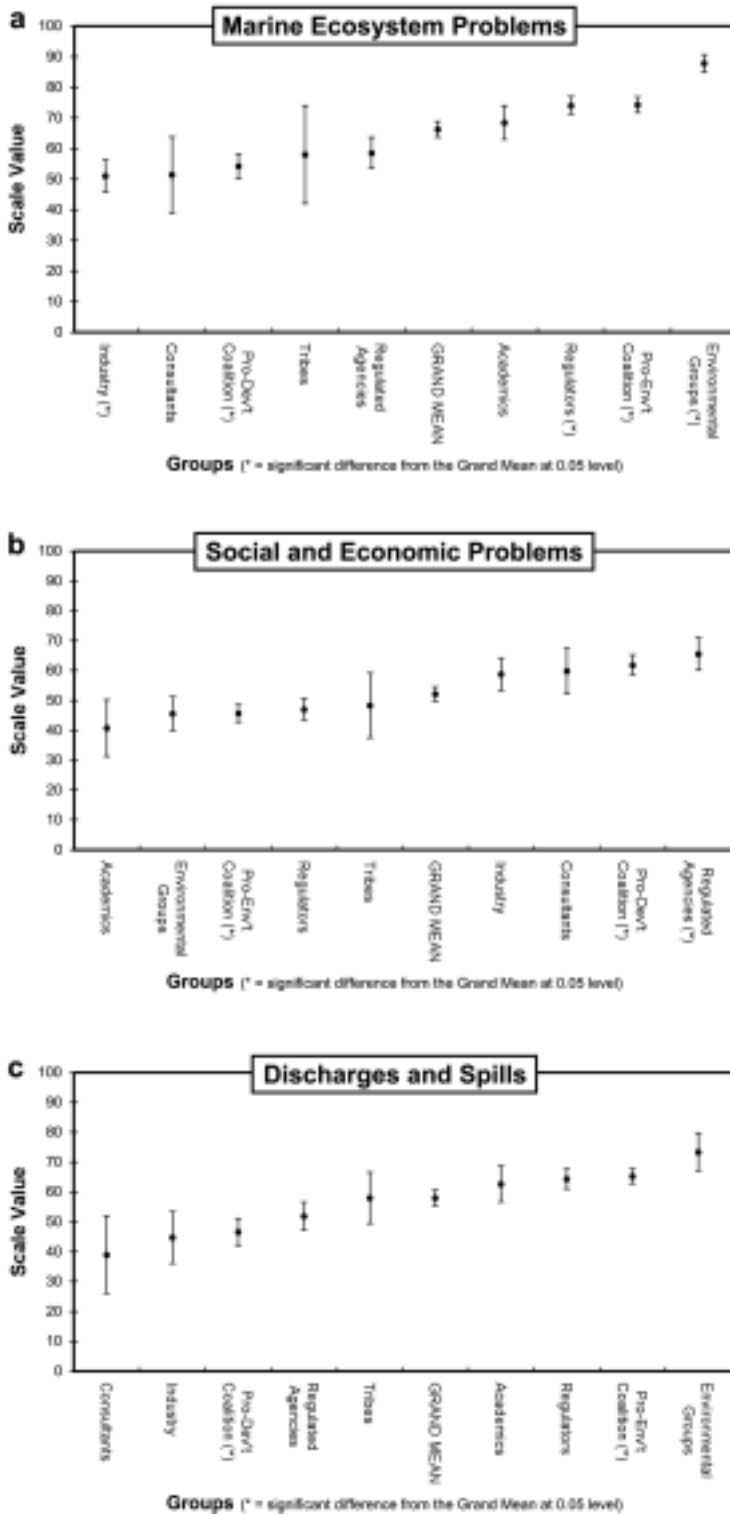 a
Marine Ecosystem Problems
100
90
80
70
60
50
40
30
20
10
0
Scale Value
Industry (*)
Consultants
Pro-Dev't
Coalition (*)
Tribes
Regulated
Agencies
GRAND MEAN
Academics
Regulators (*)
Pro-Env't
Coalition (*)
Environmental
Groups (*)
Groups (* = significant difference from the Grand Mean at 0.05 level)
b
Social and Economic Problems
100
90
80
70
60
50
40
30
20
10
0
Scale Value
Academics
Environmental
Groups
Pro-Env't
Coalition (*)
Regulators
Tribes
GRAND MEAN
Industry
Consultants
Pro-Dev't
Coalition (*)
Regulated
Agencies (*)
Groups (* = significant difference from the Grand Mean at 0.05 level)
c
Discharges and Spills
100
90
80
70
60
50
40
30
20
10
0
Scale Value
Consultants
Industry
Pro-Dev't
Coalition (*)
Regulated
Agencies
Tribes
GRAND MEAN
Academics
Regulators
Pro-Env't
Coalition (*)
Environmental
Groups
Groups (* = significant difference from the Grand Mean at 0.05 level)